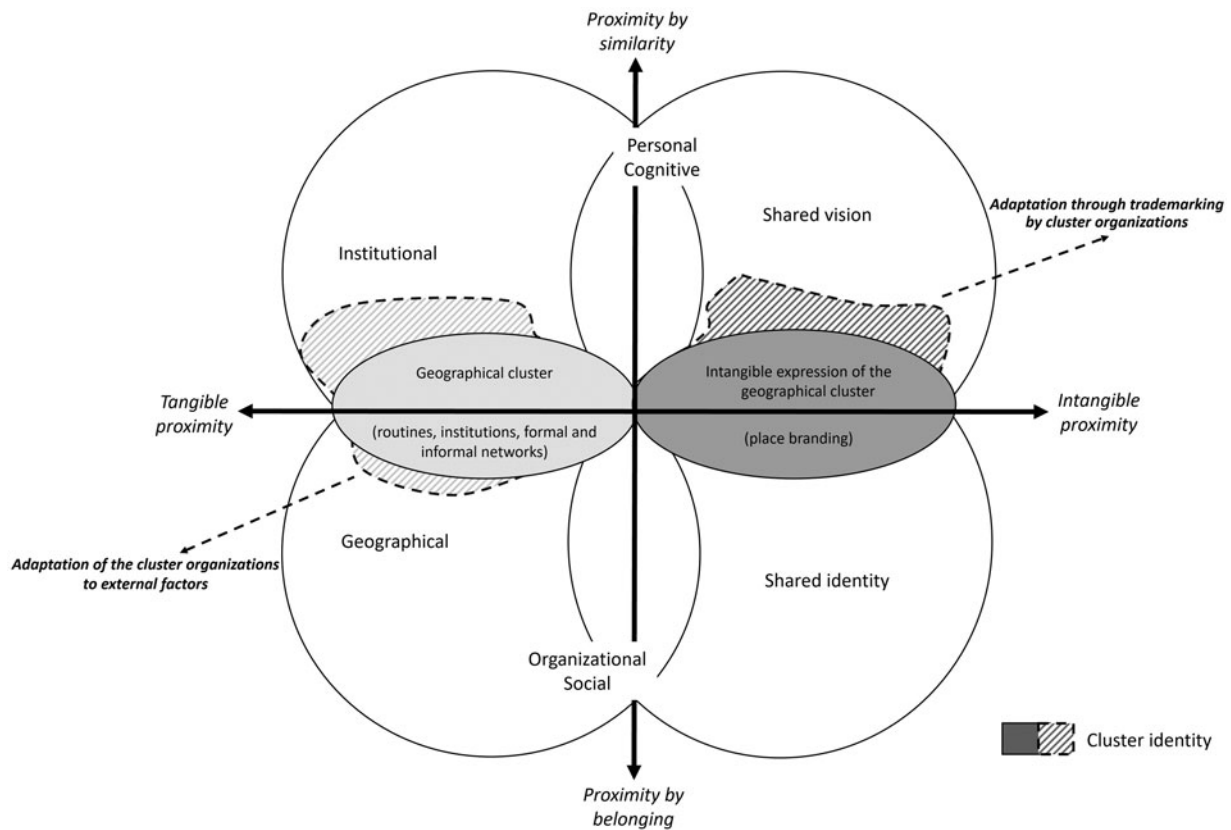 Proximity by
similarity
Personal
Cognitive
Shared vision
Adaptation through trademarking
by cluster organizations
Institutional
Geographical cluster
Intangible expression of the
geographical cluster
Tangible
proximity
Intangible
proximity
(routines, institutions, formal and
informal networks)
(place branding)
Geographical
Adaptation of the cluster organizations
to external factors
Shared identity
Organizational
Social
Cluster identity
Proximity by
belonging